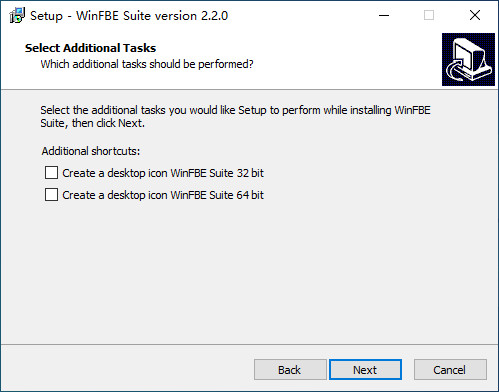 Setup - WinFBE Suite version 2.2.0
Select Additional Tasks
Which additional tasks should be performed?
Select the additional tasks you would like Setup to perform while installing WinFBE
Suite, then click Next.
Additional shortcuts:
Create a desktop icon WinFBE Suite 32 bit
Create a desktop icon WinFBE Suite 64 bit
Back
Next
Cancel